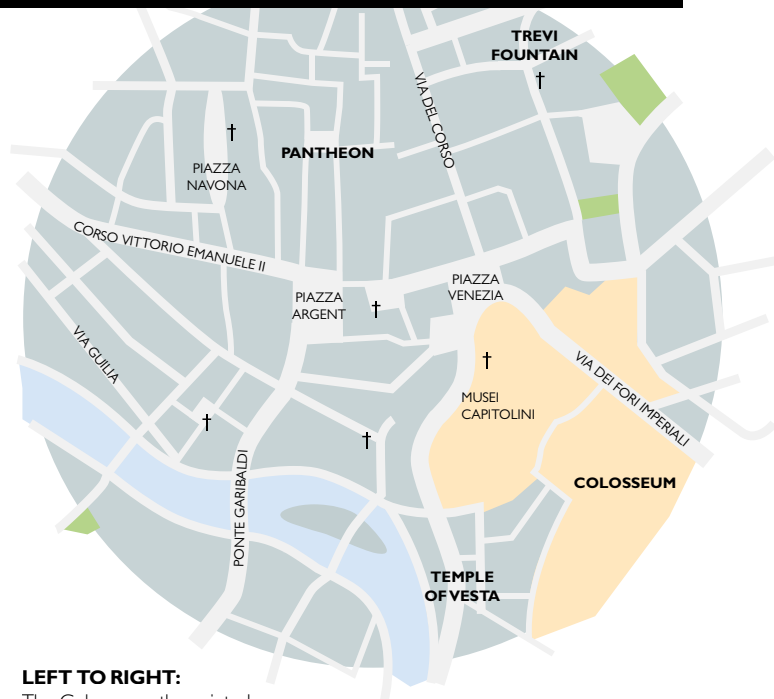 TREVI
FOUNTAIN
VIA DEL CORSO
PANTHEON
PIAZZA
NAVONA
CORSO VITTORIO EMANUELE II
PIAZZA
VENEZIA
PIAZZA
ARGENT
VIA GUILIA
VIA DEI FORI IMPERIALI
MUSEI
CAPITOLINI
PONTE GARIBALDI
COLOSSEUM
TEMPLE
OF VESTA
LEFT TO RIGHT: